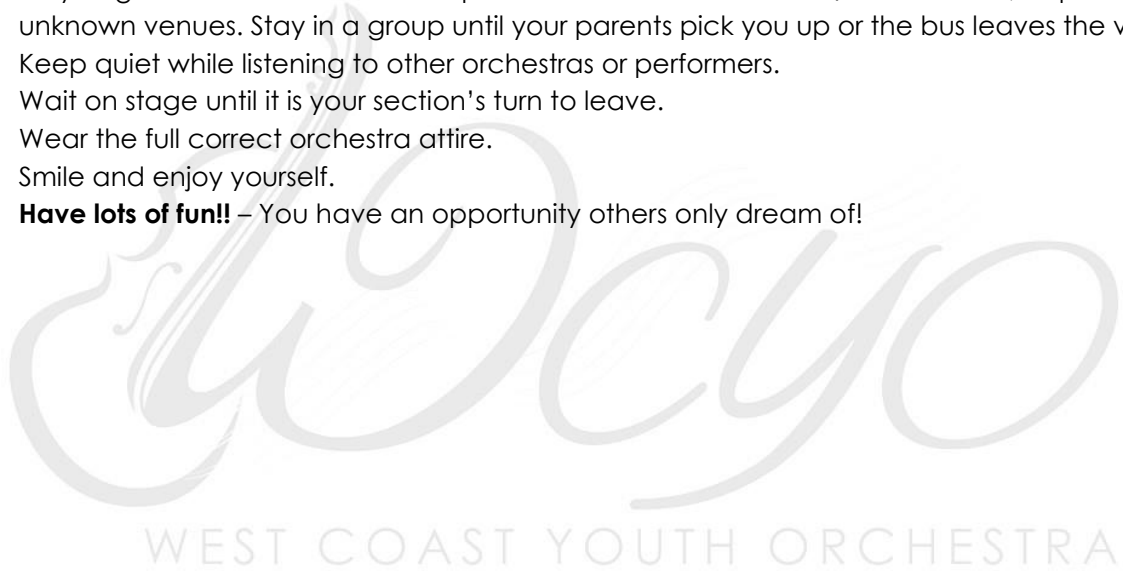 unknown venues. Stay in a group until your parents pick you up or the bus leaves the
Keep quiet while listening to other orchestras or performers.
Wait on stage until it is your section’s turn to leave.
Wear the full correct orchestra attire.
Smile and enjoy yourself.
Have lots of fun!! – You have an opportunity others only dream of!
Wcyo
WEST COAST YOUTH ORCHESTRA